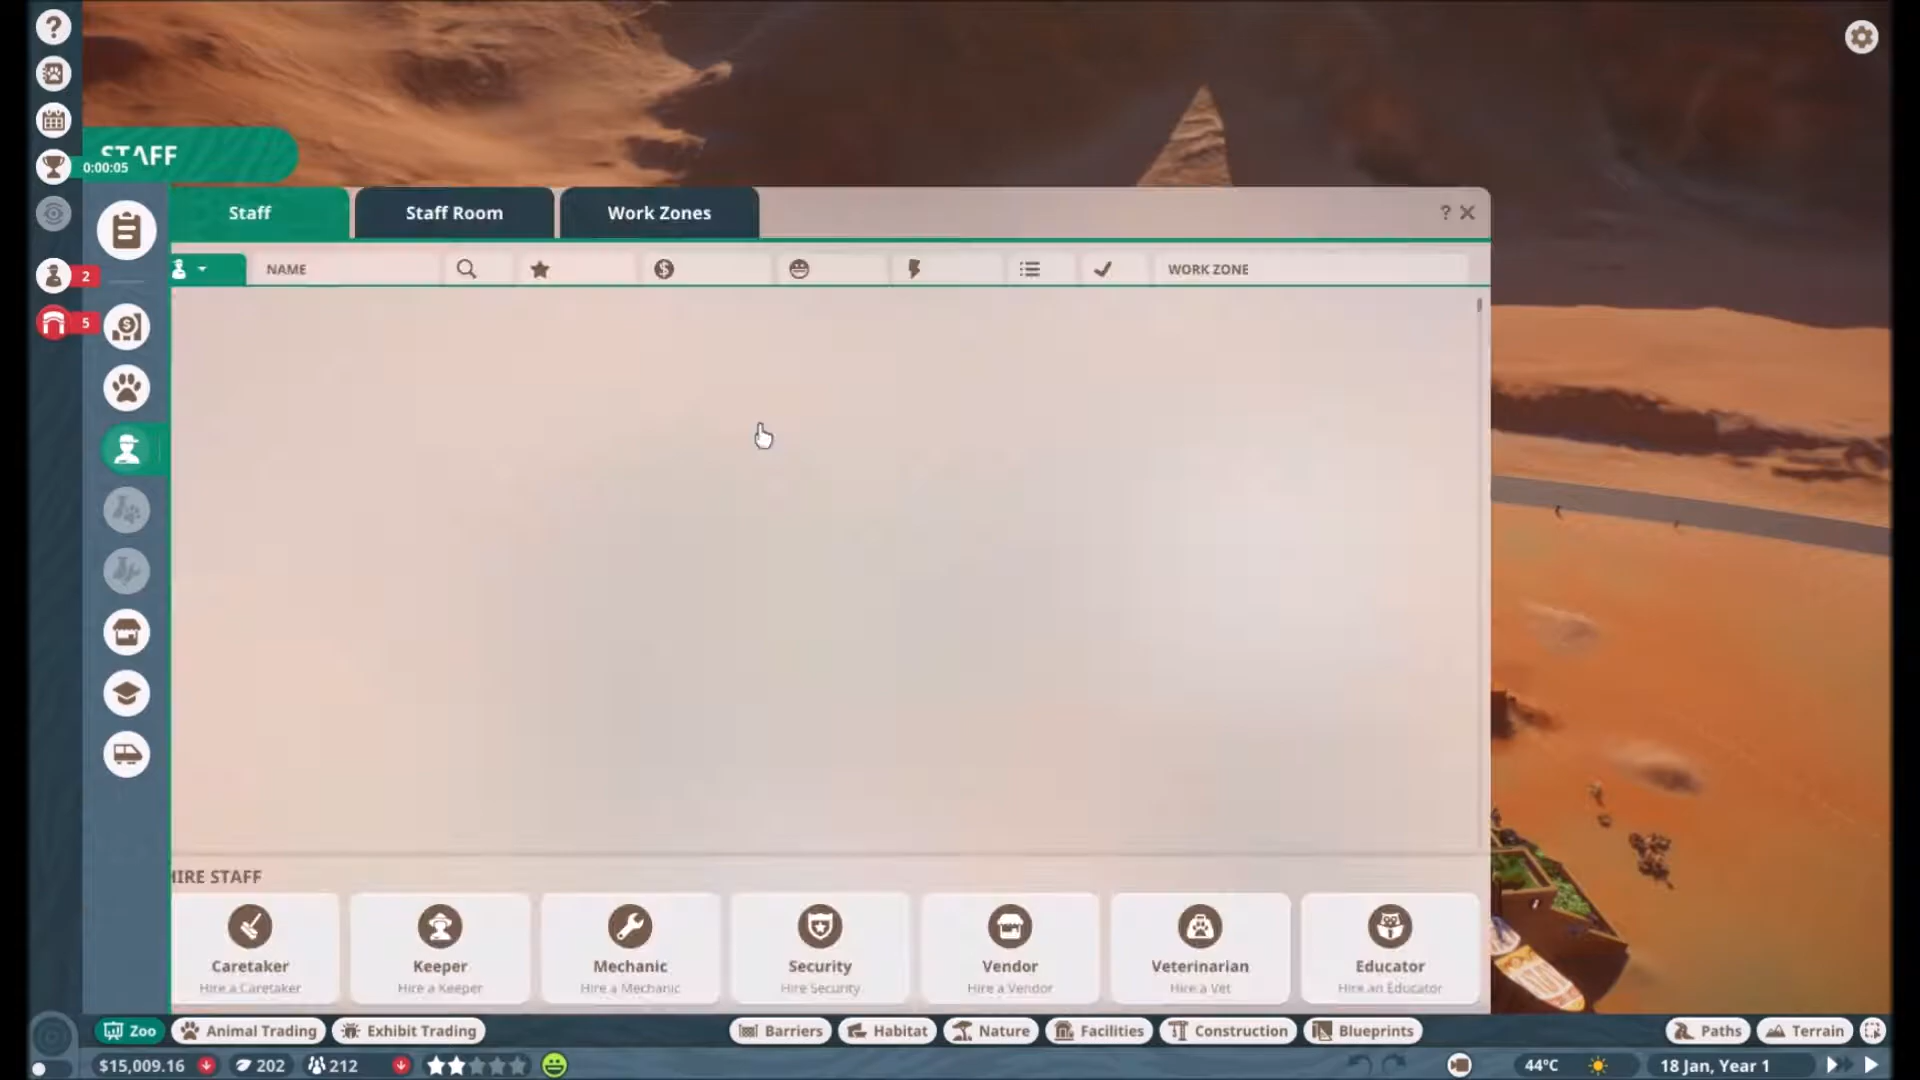 ?
STAFF
0:00:05
Staff
Staff Room
Work Zones
?
NAME
WORK ZONE
2
5
HIRE STAFF
Caretaker
Hire a Caretaker
Keeper
Hire a Keeper
Mechanic
Hire a Mechanic
Security
Hire Security
Vendor
Hire a Vendor
Veterinarian
Hire a Vet
Educator
Hire an Educator
Zoo
Animal Trading
Exhibit Trading
Barriers
Habitat
Nature
Facilities
Construction
Blueprints
Paths
Terrain
$15,009.16
202
212
44°C
18 Jan, Year 1